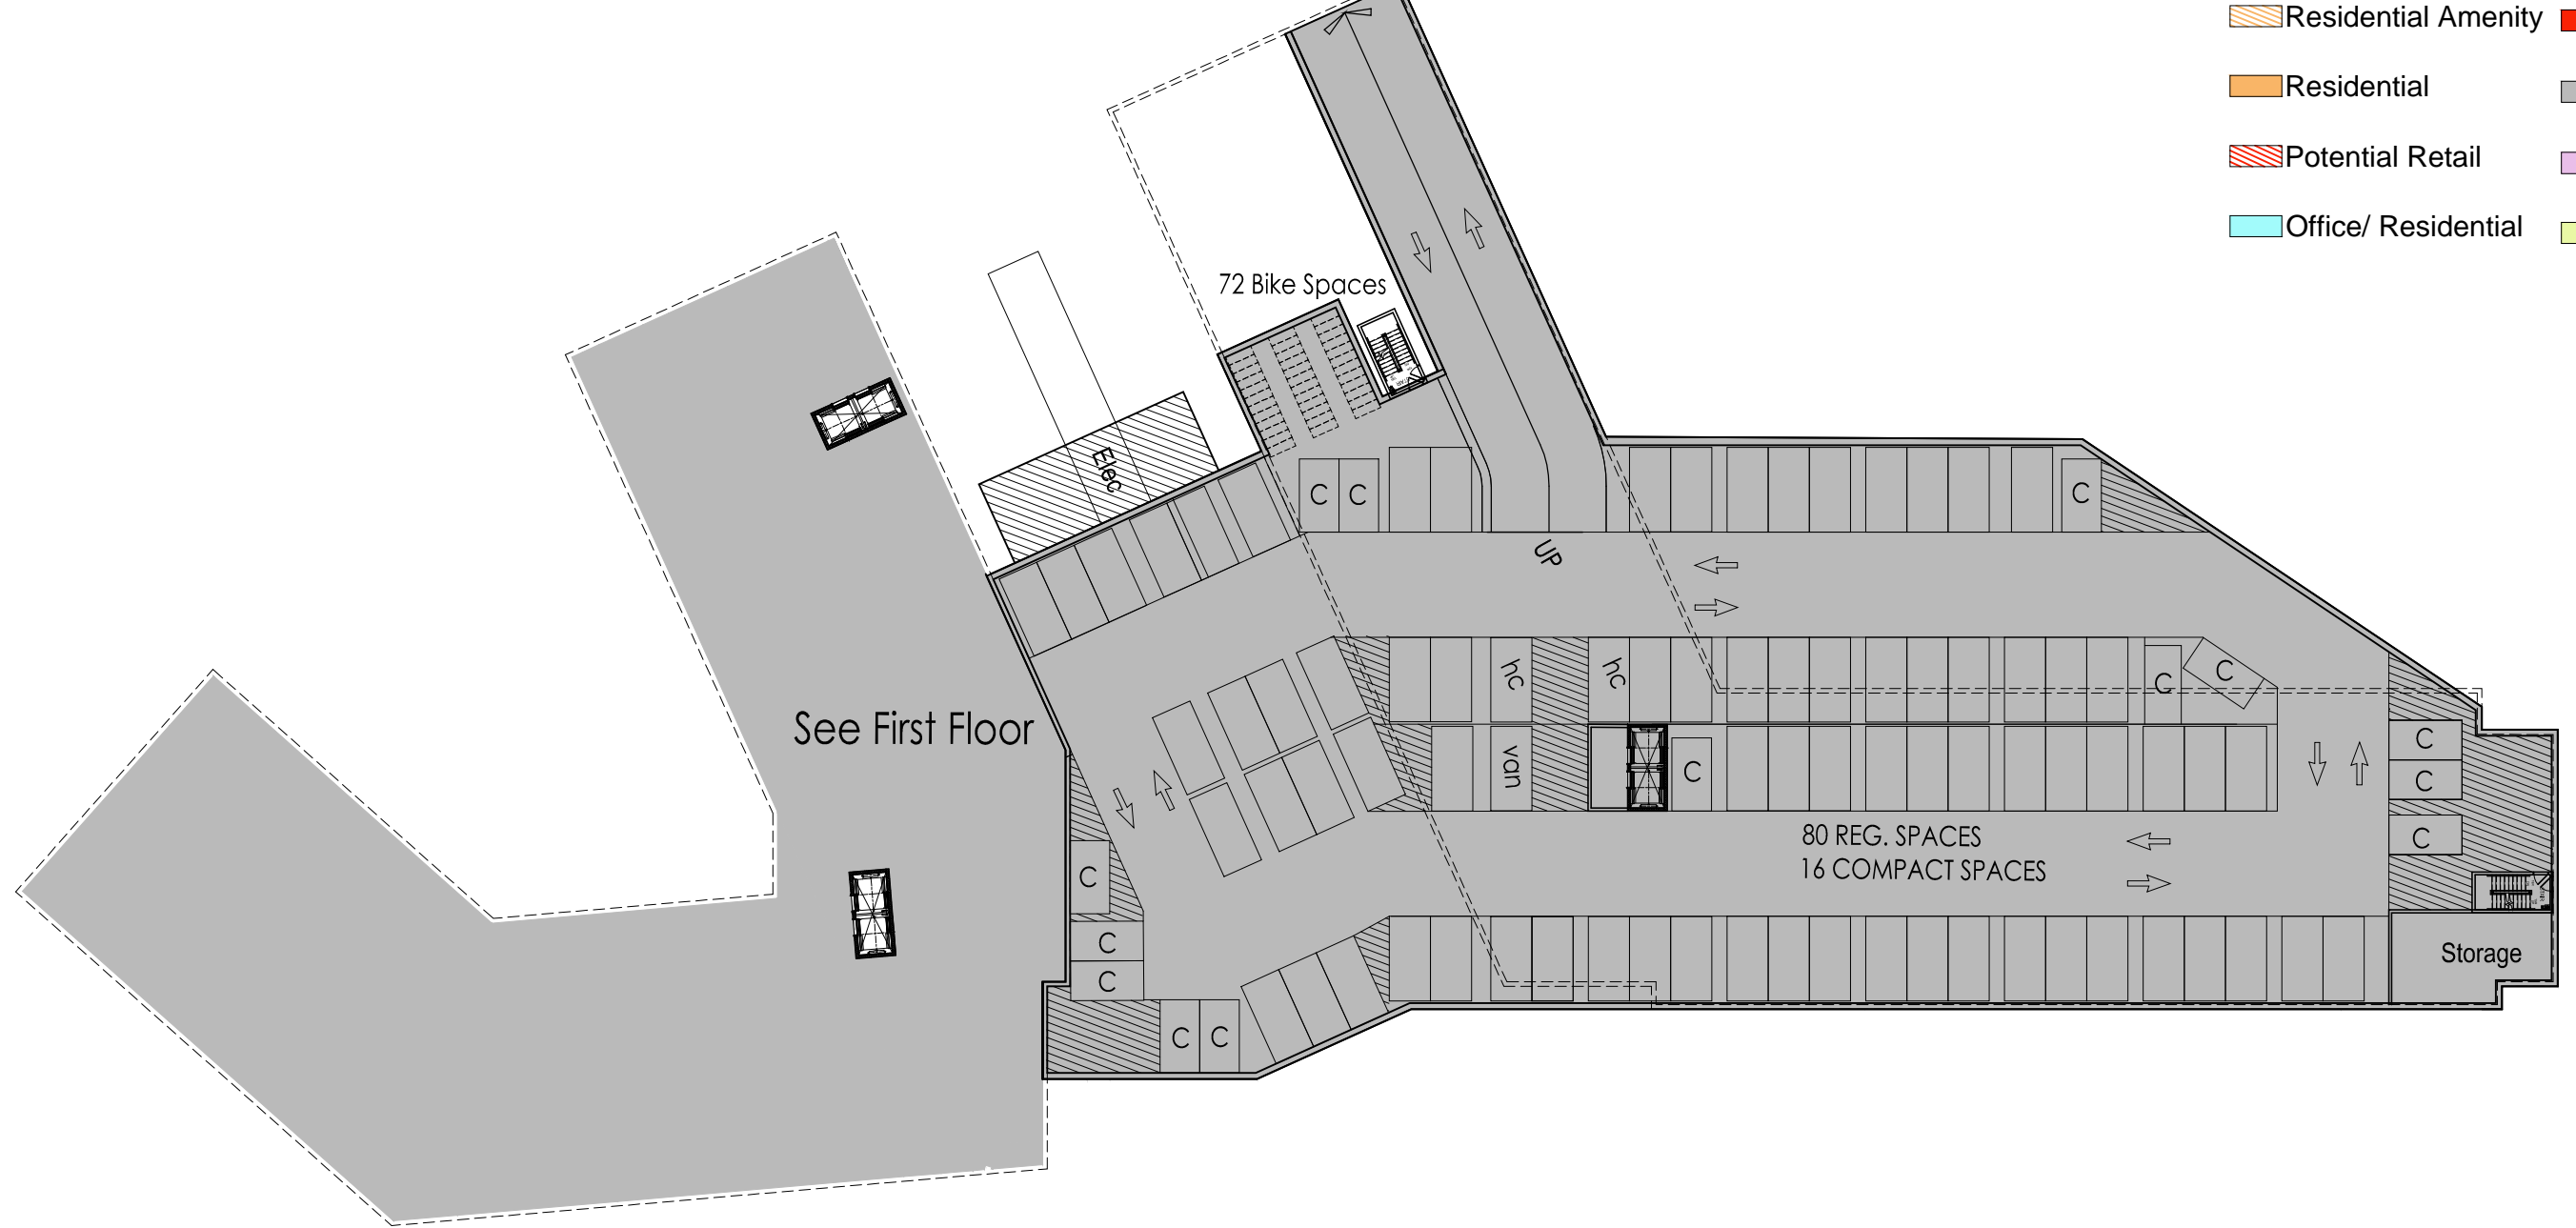 Residential Amenity
Residential
Potential Retail
Office/ Residential
72 Bike Spaces
Elec
C C
C
UP
hc
hc
C
C
See First Floor
van
C
C
C
C
80 REG. SPACES
16 COMPACT SPACES
C
C
C
Storage
C C